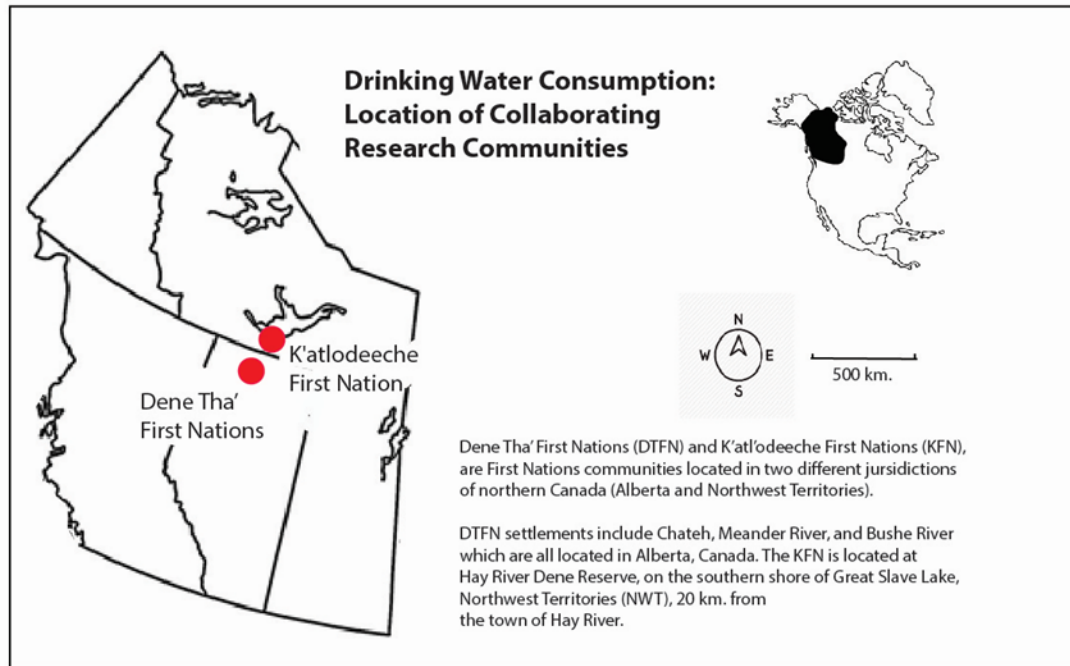 Drinking Water Consumption:
Location of Collaborating
Research Communities
K'atlodeeche
First Nation
Dene Tha'
First Nations
N
W E
S
500 km.
Dene Tha' First Nations (DTFN) and K'atl'odeeche First Nations (KFN),
are First Nations communities located in two different jursidictions
of northern Canada (Alberta and Northwest Territories).
DTFN settlements include Chateh, Meander River, and Bushe River
which are all located in Alberta, Canada. The KFN is located at
Hay River Dene Reserve, on the southern shore of Great Slave Lake,
Northwest Territories (NWT), 20 km. from
the town of Hay River.